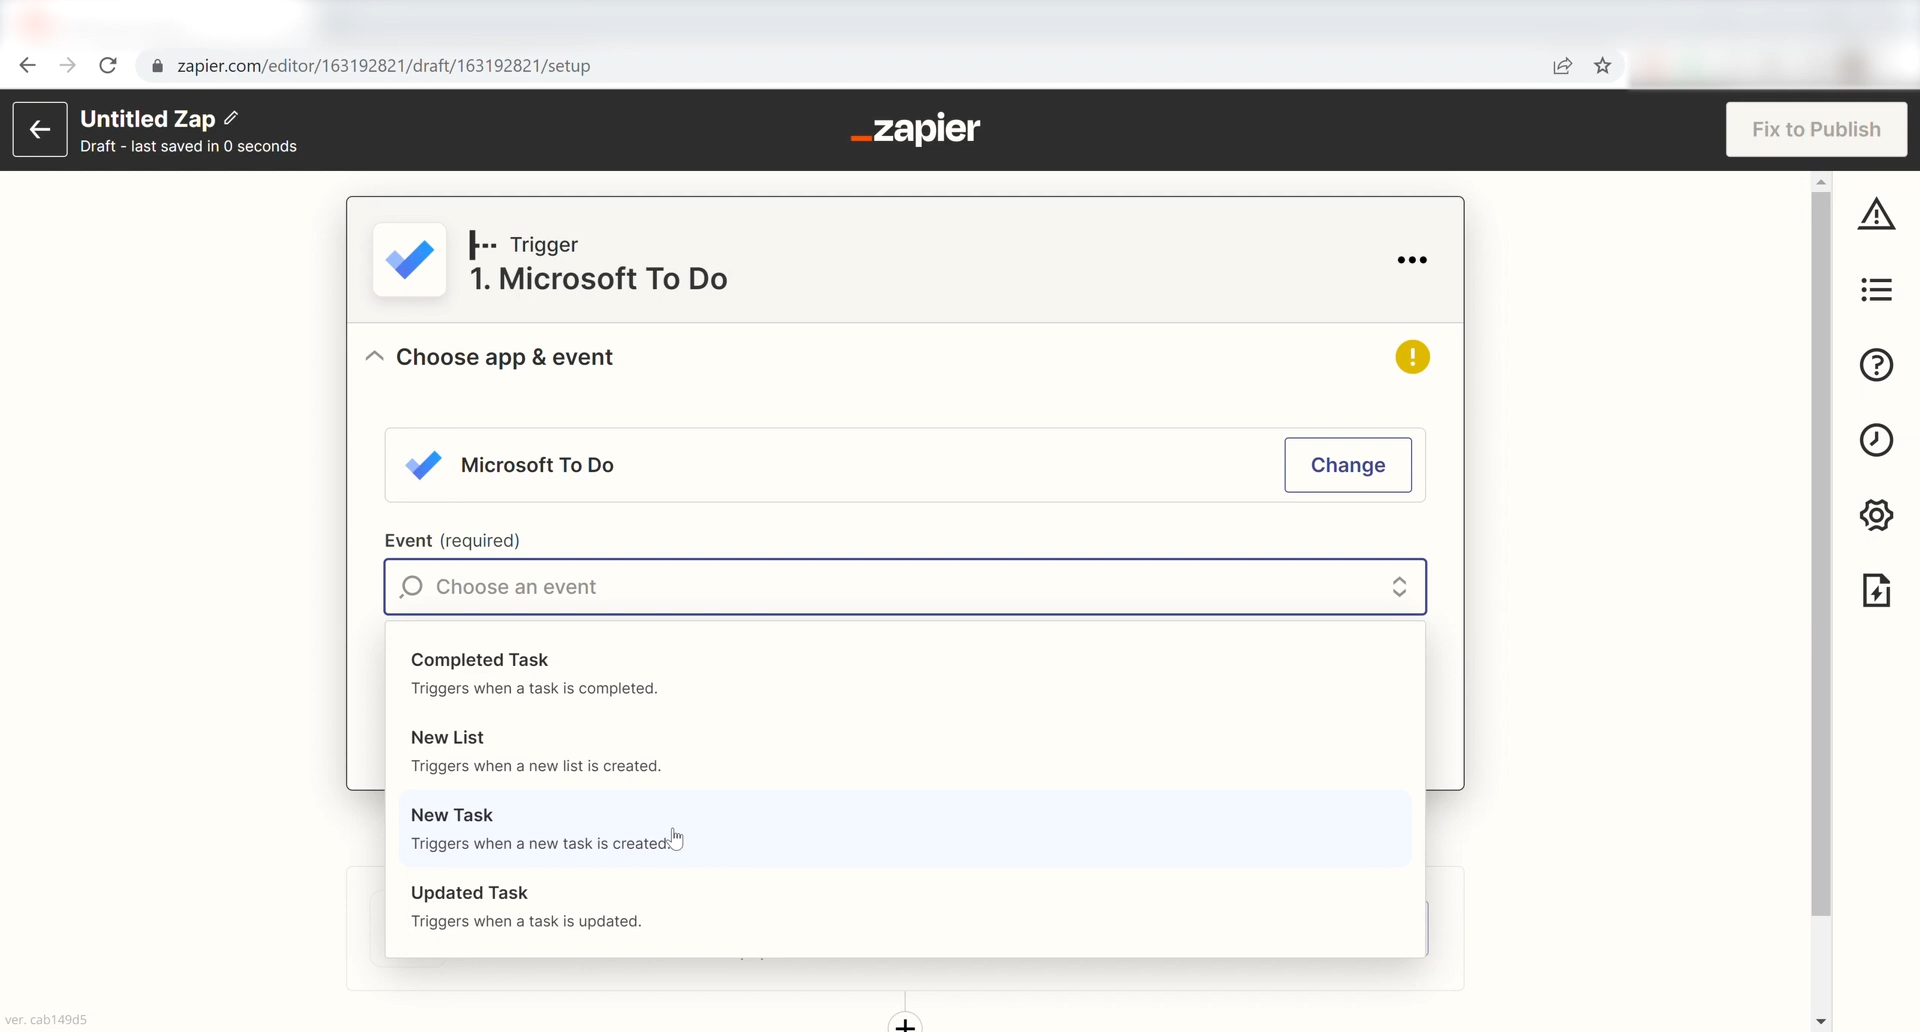 zapier.com/editor/163192821/draft/163192821/setup
Untitled Zap
Draft - last saved in 0 seconds
_zapier
Fix to Publish
Trigger
1. Microsoft To Do
Choose app & event
Microsoft To Do
Change
Event (required)
Choose an event
Completed Task
Triggers when a task is completed.
New List
Triggers when a new list is created.
New Task
Triggers when a new task is created.
Updated Task
Triggers when a task is updated.
ver. cab149d5